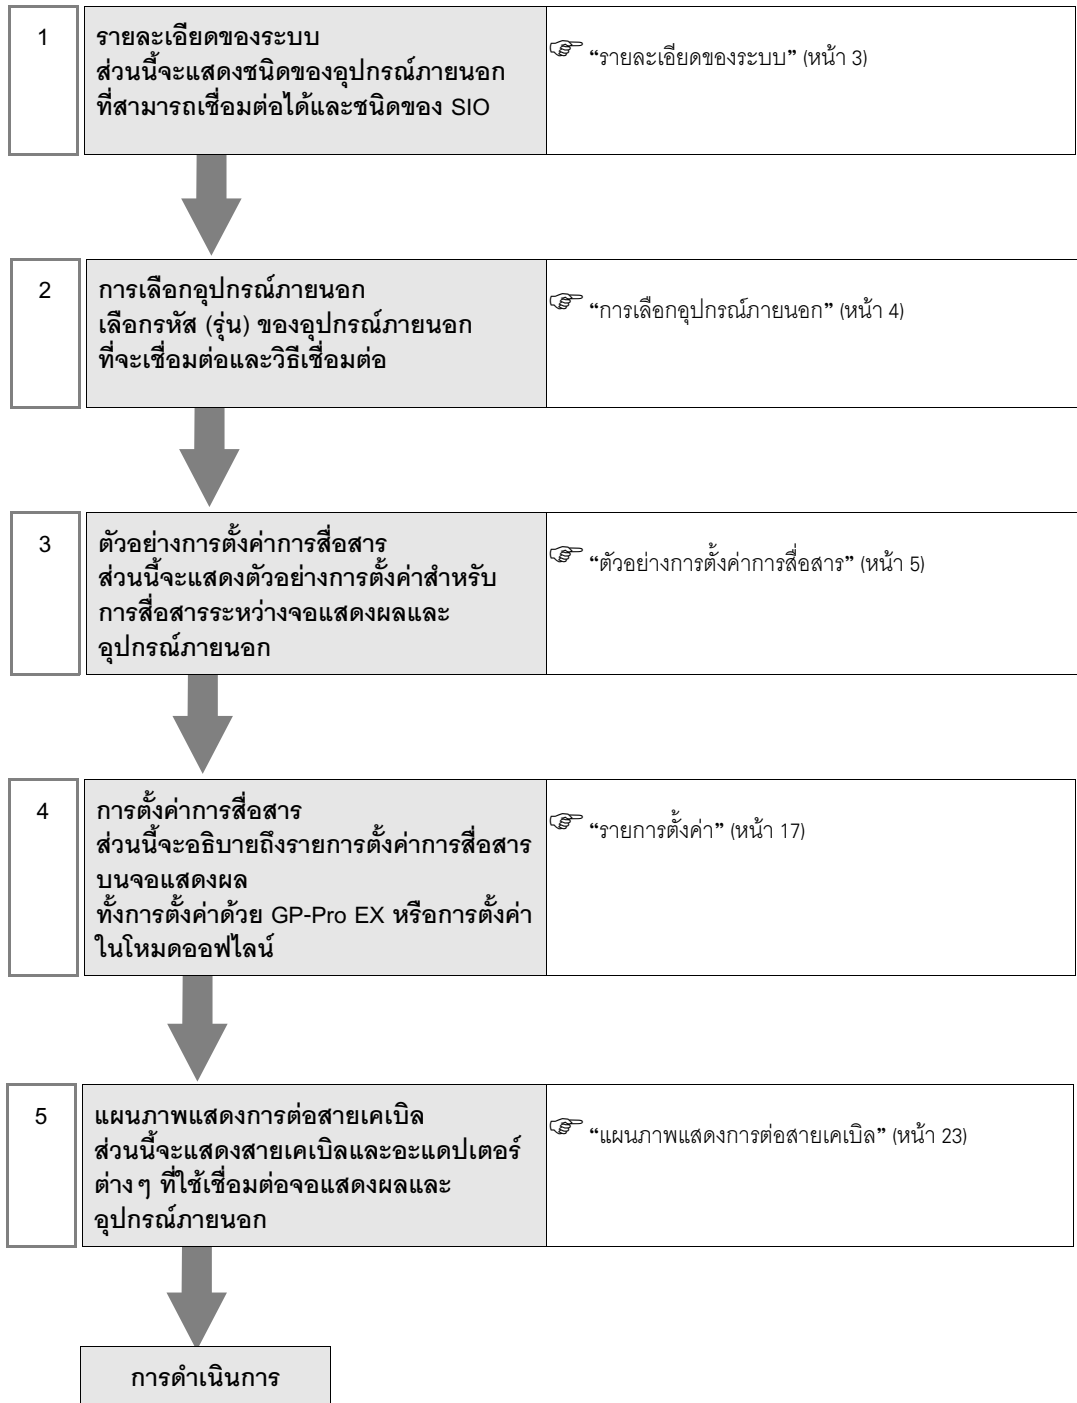 1
รายละเอียดของระบบ
ส่วนนี้จะแสดงชนิดของอุปกรณ์ภายนอก
ที่สามารถเชื่อมต่อได้และชนิดของ SIO
“รายละเอียดของระบบ” (หน้า 3)
2
การเลือกอุปกรณ์ภายนอก
เลือกรหัส (รุ่น) ของอุปกรณ์ภายนอก
ที่จะเชื่อมต่อและวิธีเชื่อมต่อ
“การเลือกอุปกรณ์ภายนอก” (หน้า 4)
3
ตัวอย่างการตั้งค่าการสื่อสาร
ส่วนนี้จะแสดงตัวอย่างการตั้งค่าสำหรับ
การสื่อสารระหว่างจอแสดงผลและ
อุปกรณ์ภายนอก
“ตัวอย่างการตั้งค่าการสื่อสาร” (หน้า 5)
4
การตั้งค่าการสื่อสาร
ส่วนนี้จะอธิบายถึงรายการตั้งค่าการสื่อสาร
บนจอแสดงผล
ทั้งการตั้งค่าด้วย GP-Pro EX หรือการตั้งค่า
ในโหมดออฟไลน์
“รายการตั้งค่า” (หน้า 17)
5
แผนภาพแสดงการต่อสายเคเบิล
ส่วนนี้จะแสดงสายเคเบิลและอะแดปเตอร์
ต่างๆ ที่ใช้เชื่อมต่อจอแสดงผลและ
อุปกรณ์ภายนอก
“แผนภาพแสดงการต่อสายเคเบิล” (หน้า 23)
การดำเนินการ